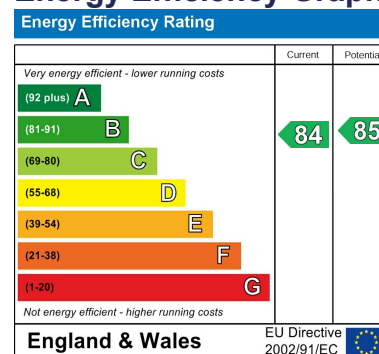 Energy Efficiency Rating
Current Potentia
Very energy efficient - lower running costs
(92 plus) A
(81-91) B 84 85
(69-80) C
(55-68) D
(39-54) E
(21-38) F
(1-20) G
Not energy efficient - higher running costs
England & Wales EU Directive
2002/91/EC